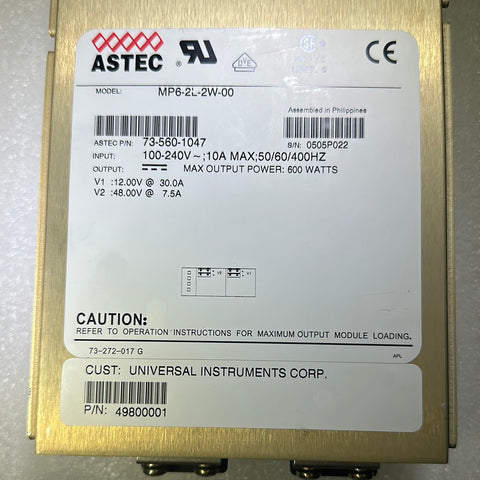 ASTEC
MODEL: MP6-2L-2W-00
Assembled in Philippines
ASTEC P/N: 73-560-1047
S/N: 0505P022
INPUT: 100-240V ~;10A MAX;50/60/400HZ
OUTPUT: MAX OUTPUT POWER: 600 WATTS
V1 :12.00V @ 30.0A
V2 :48.00V @ 7.5A
V2 V1
CAUTION:
REFER TO OPERATION INSTRUCTIONS FOR MAXIMUM OUTPUT MODULE LOADING.
73-272-017 G APL
CUST: UNIVERSAL INSTRUMENTS CORP.
P/N: 49800001